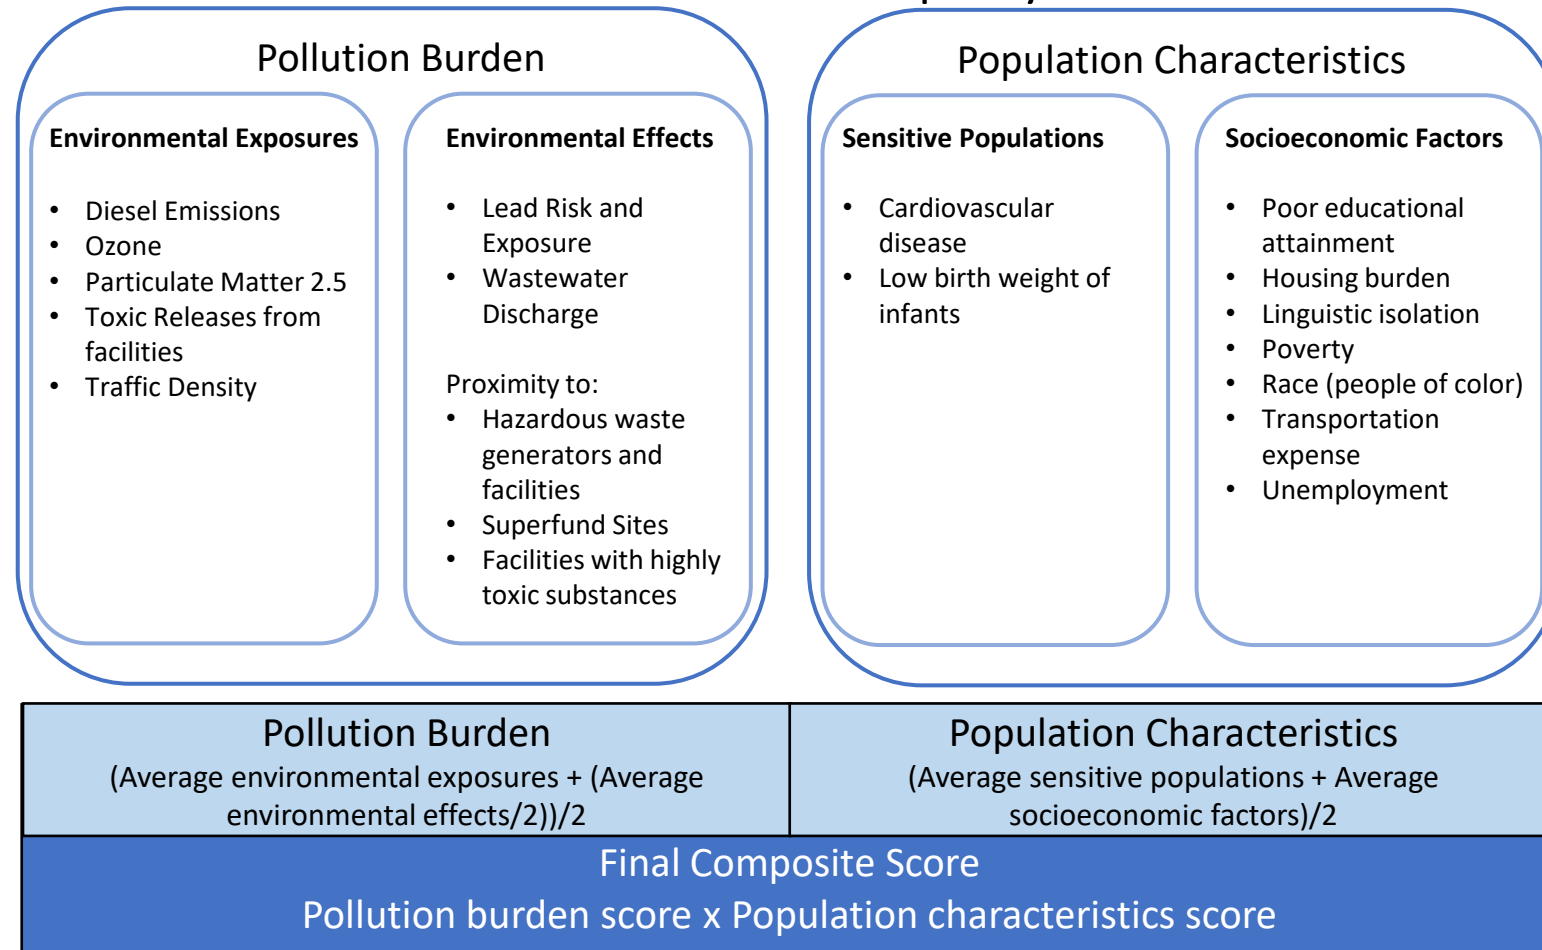 Pollution Burden
Environmental Exposures
• Diesel Emissions
• Ozone
• Particulate Matter 2.5
• Toxic Releases from
facilities
• Traffic Density
Environmental Effects
• Lead Risk and
Exposure
• Wastewater
Discharge
Proximity to:
• Hazardous waste
generators and
facilities
• Superfund Sites
• Facilities with highly
toxic substances
Population Characteristics
Sensitive Populations
• Cardiovascular
disease
• Low birth weight of
infants
Socioeconomic Factors
• Poor educational
attainment
• Housing burden
• Linguistic isolation
• Poverty
• Race (people of color)
• Transportation
expense
• Unemployment
Pollution Burden
(Average environmental exposures + (Average
environmental effects/2))/2
Population Characteristics
(Average sensitive populations + Average
socioeconomic factors)/2
Final Composite Score
Pollution burden score x Population characteristics score